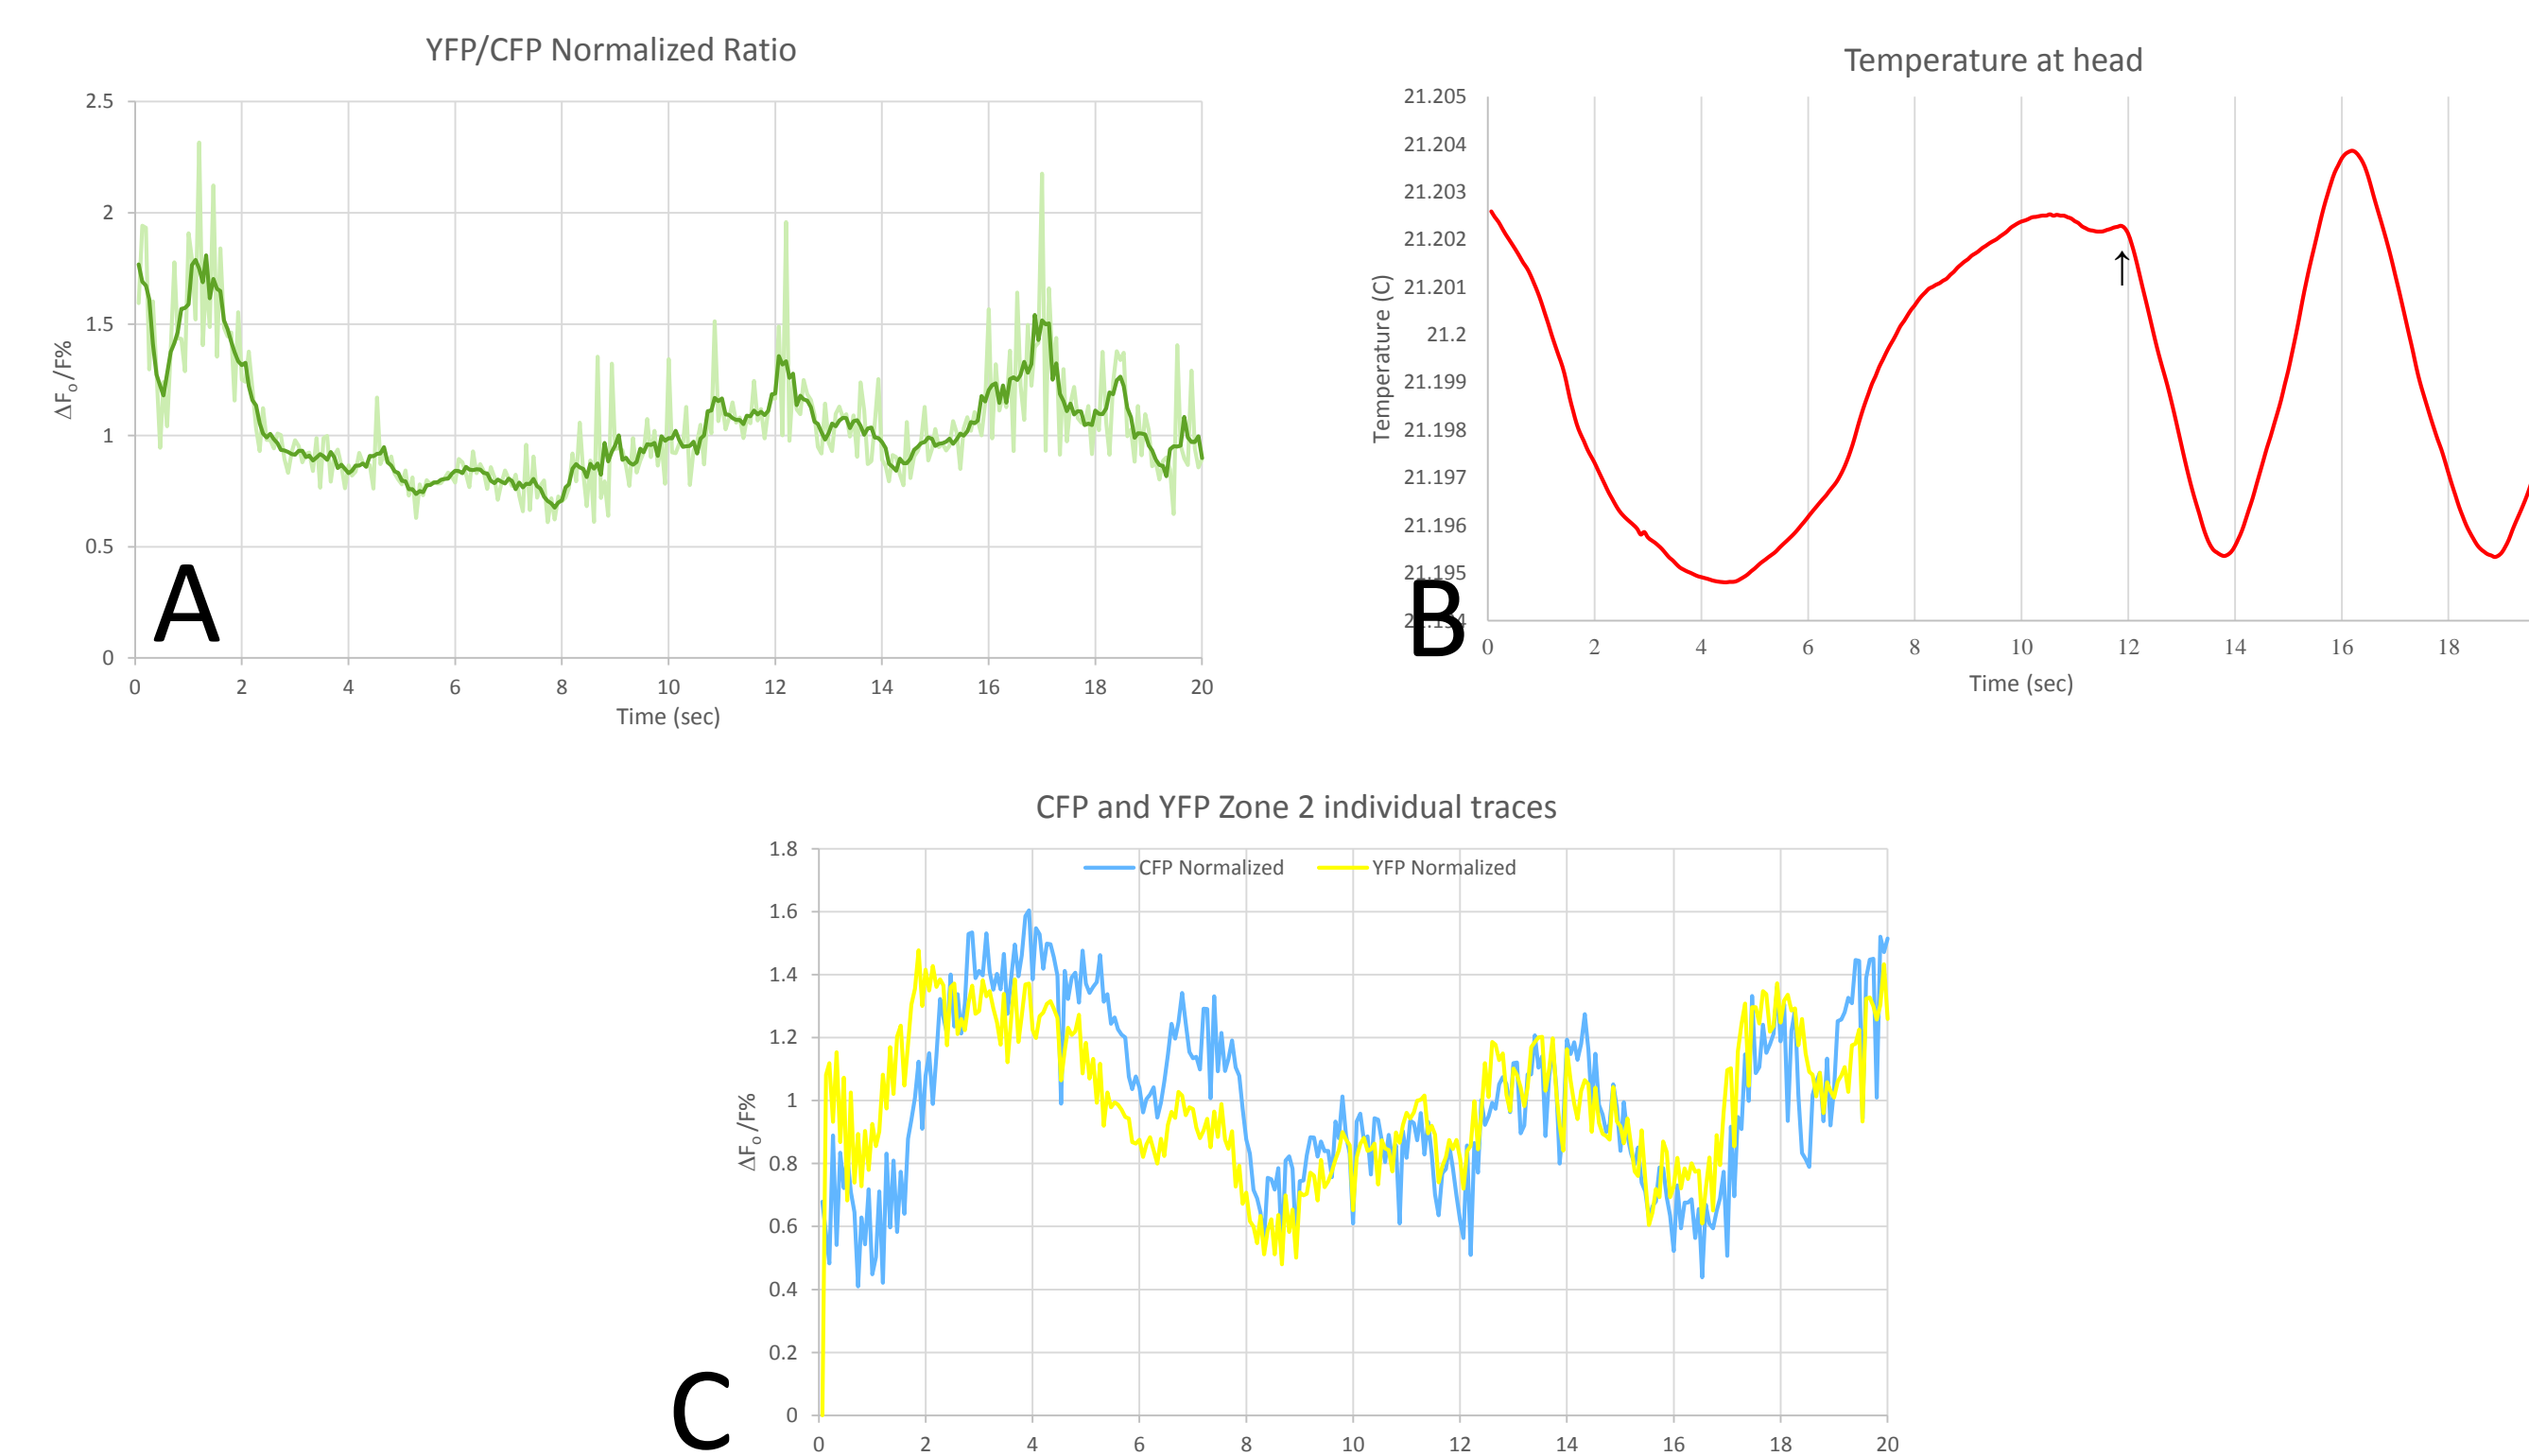 YFP/CFP Normalized Ratio
2.5
2
1.5
1
0.5
0
ΔFo/F%
0 2 4 6 8 10 12 14 16 18 20
Time (sec)
A
Temperature at head
21.205
21.204
21.203
21.202
21.201
21.2
21.199
21.198
21.197
21.196
21.195
Temperature (C)
↑
0 2 4 6 8 10 12 14 16 18
Time (sec)
B
CFP and YFP Zone 2 individual traces
CFP Normalized YFP Normalized
1.8
1.6
1.4
1.2
1
0.8
0.6
0.4
0.2
0
ΔFo/F%
0 2 4 6 8 10 12 14 16 18 20
C